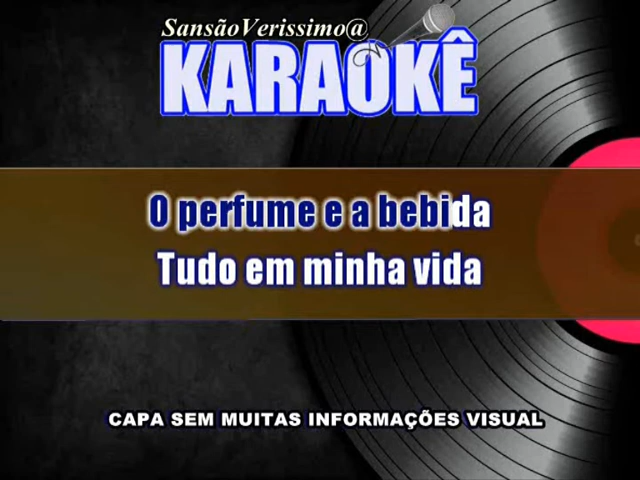 SansãoVerissimo@
KARAOKÊ
O perfume e a bebida
Tudo em minha vida
CAPA SEM MUITAS INFORMAÇÕES VISUAL